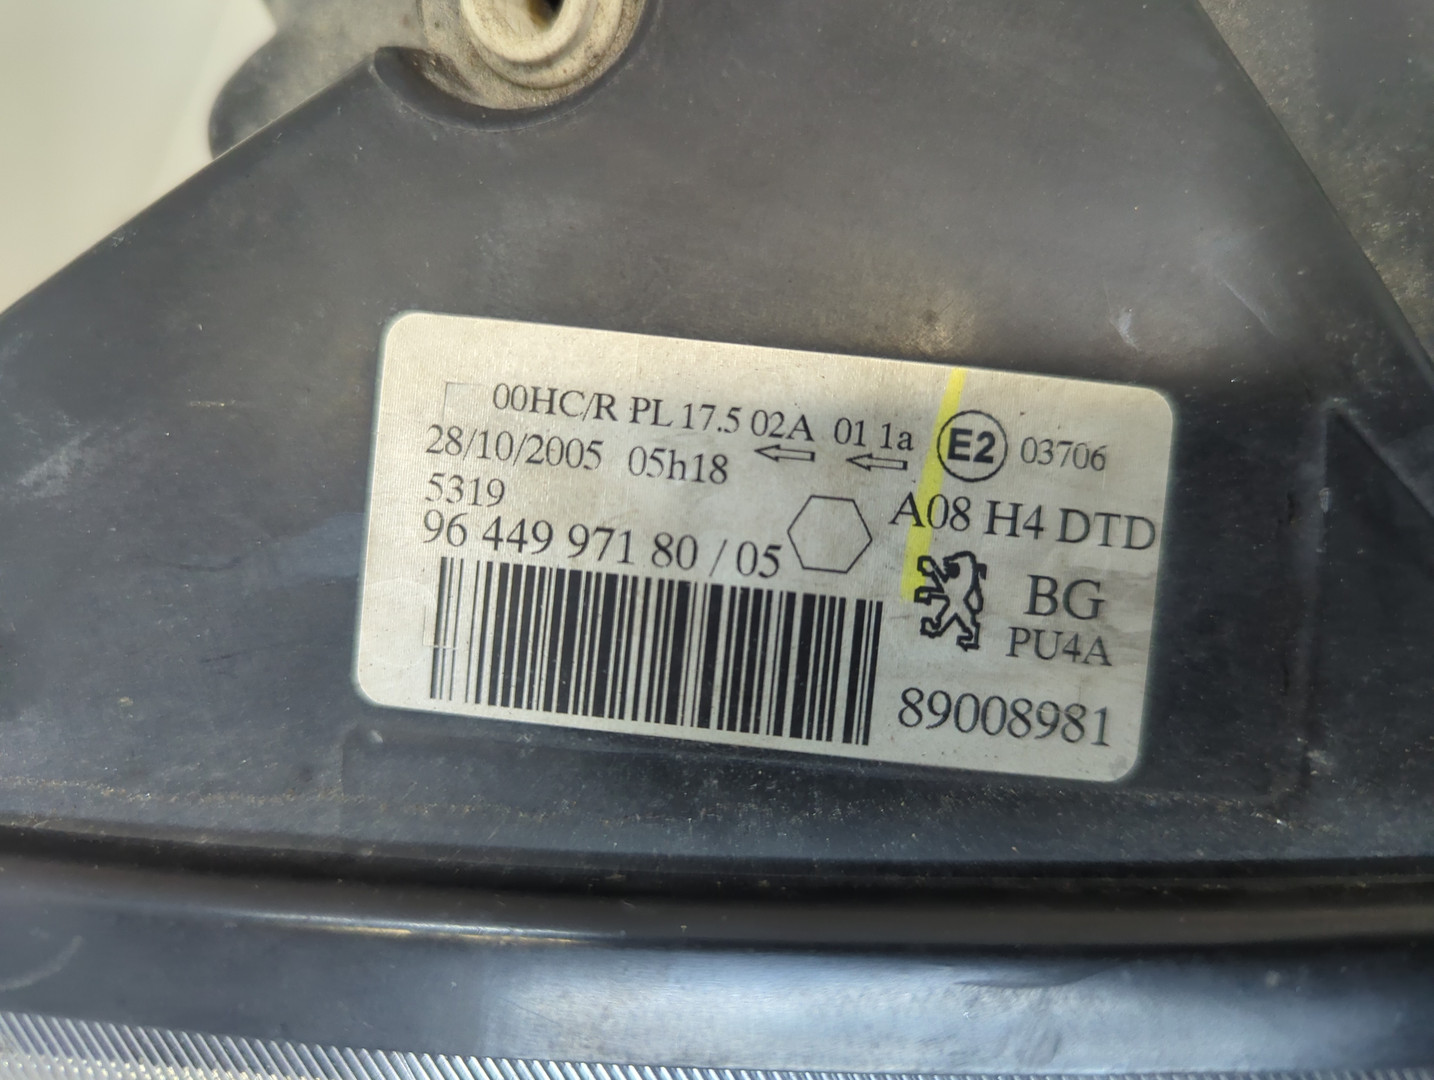 00HC/R PL 17.5 02A 01 1a E2 03706
28/10/2005 05h18
5319
A08 H4 DTD
96 449 971 80 / 05
BG
PU4A
89008981